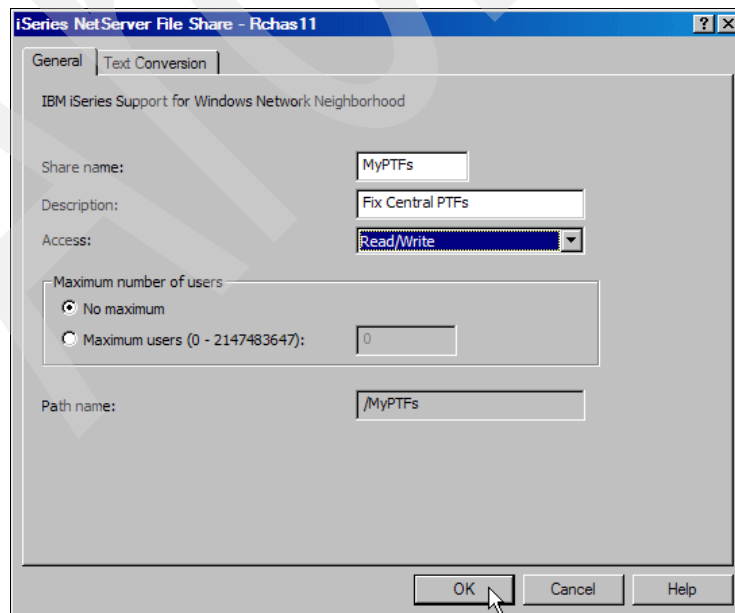 iSeries NetServer File Share - Rchas11
General Text Conversion
IBM iSeries Support for Windows Network Neighborhood
Share name: MyPTFs
Description: Fix Central PTFs
Access: Read/Write
Maximum number of users
No maximum
Maximum users (0 - 2147483647): 0
Path name: /MyPTFs
OK Cancel Help